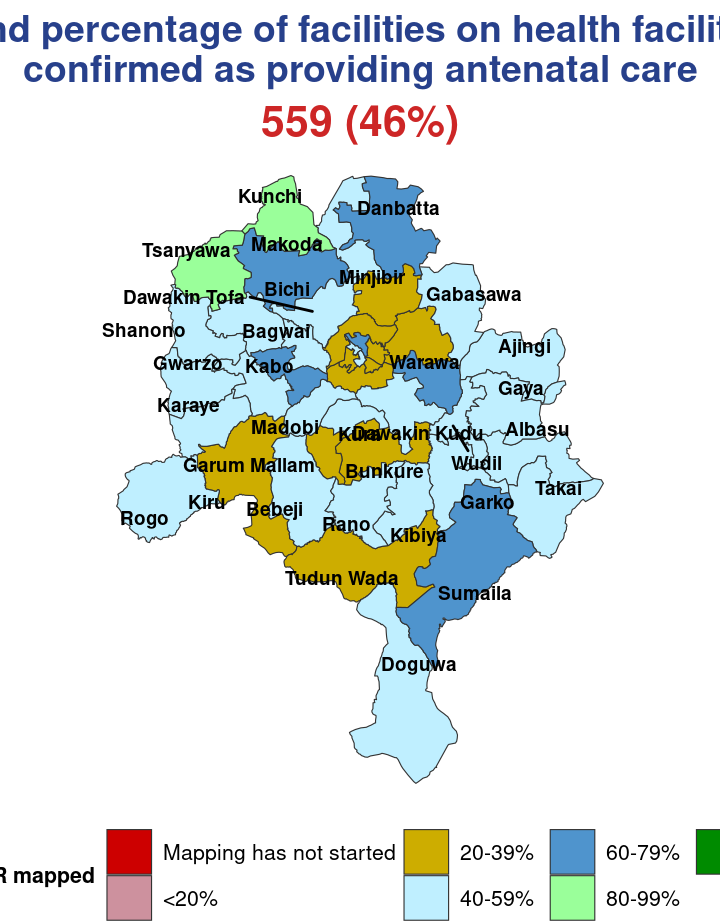 nd percentage of facilities on health facilit
confirmed as providing antenatal care
559 (46%)
Kunchi
Danbatta
Makoda
Tsanyawa
Minjibir
Bichi
Dawakin Tofa
Gabasawa
Shanono
Bagwai
Ajingi
Gwarzo
Kabo
Warawa
Gaya
Karaye
Madobi
Kura
Dawakin Kudu
Albasu
Garum Mallam
Wudil
Bunkure
Takai
Kiru
Garko
Bebeji
Rogo
Rano
Kibiya
Tudun Wada
Sumaila
Doguwa
R mapped
Mapping has not started
20-39%
60-79%
<20%
40-59%
80-99%